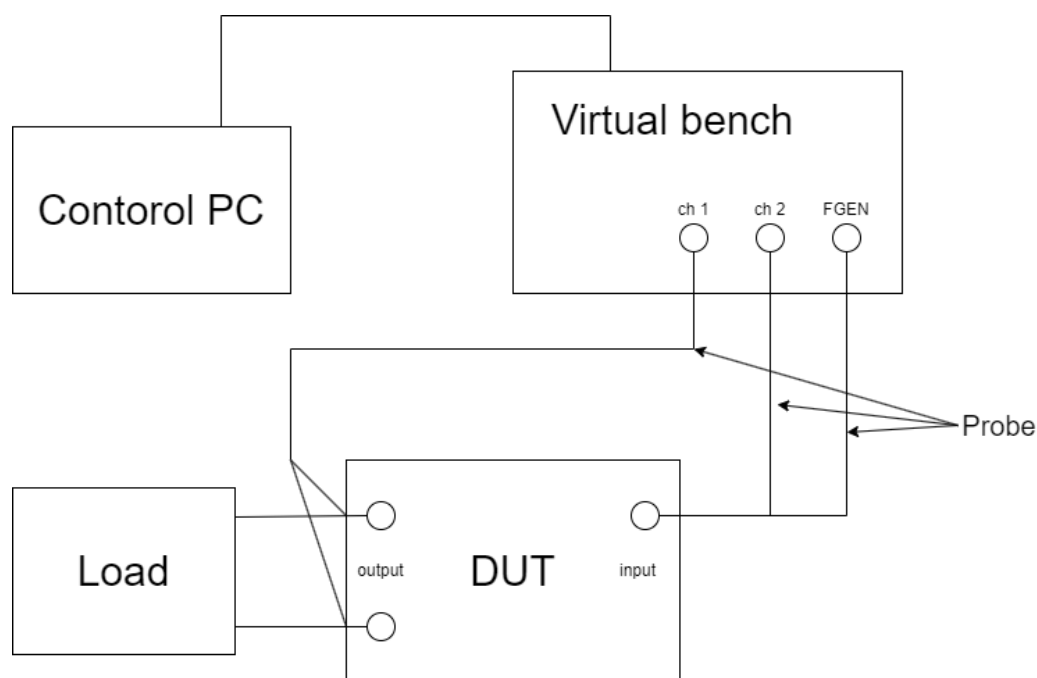 Virtual bench
Contorol PC
ch 1
ch 2
FGEN
Probe
Load
output
DUT
input